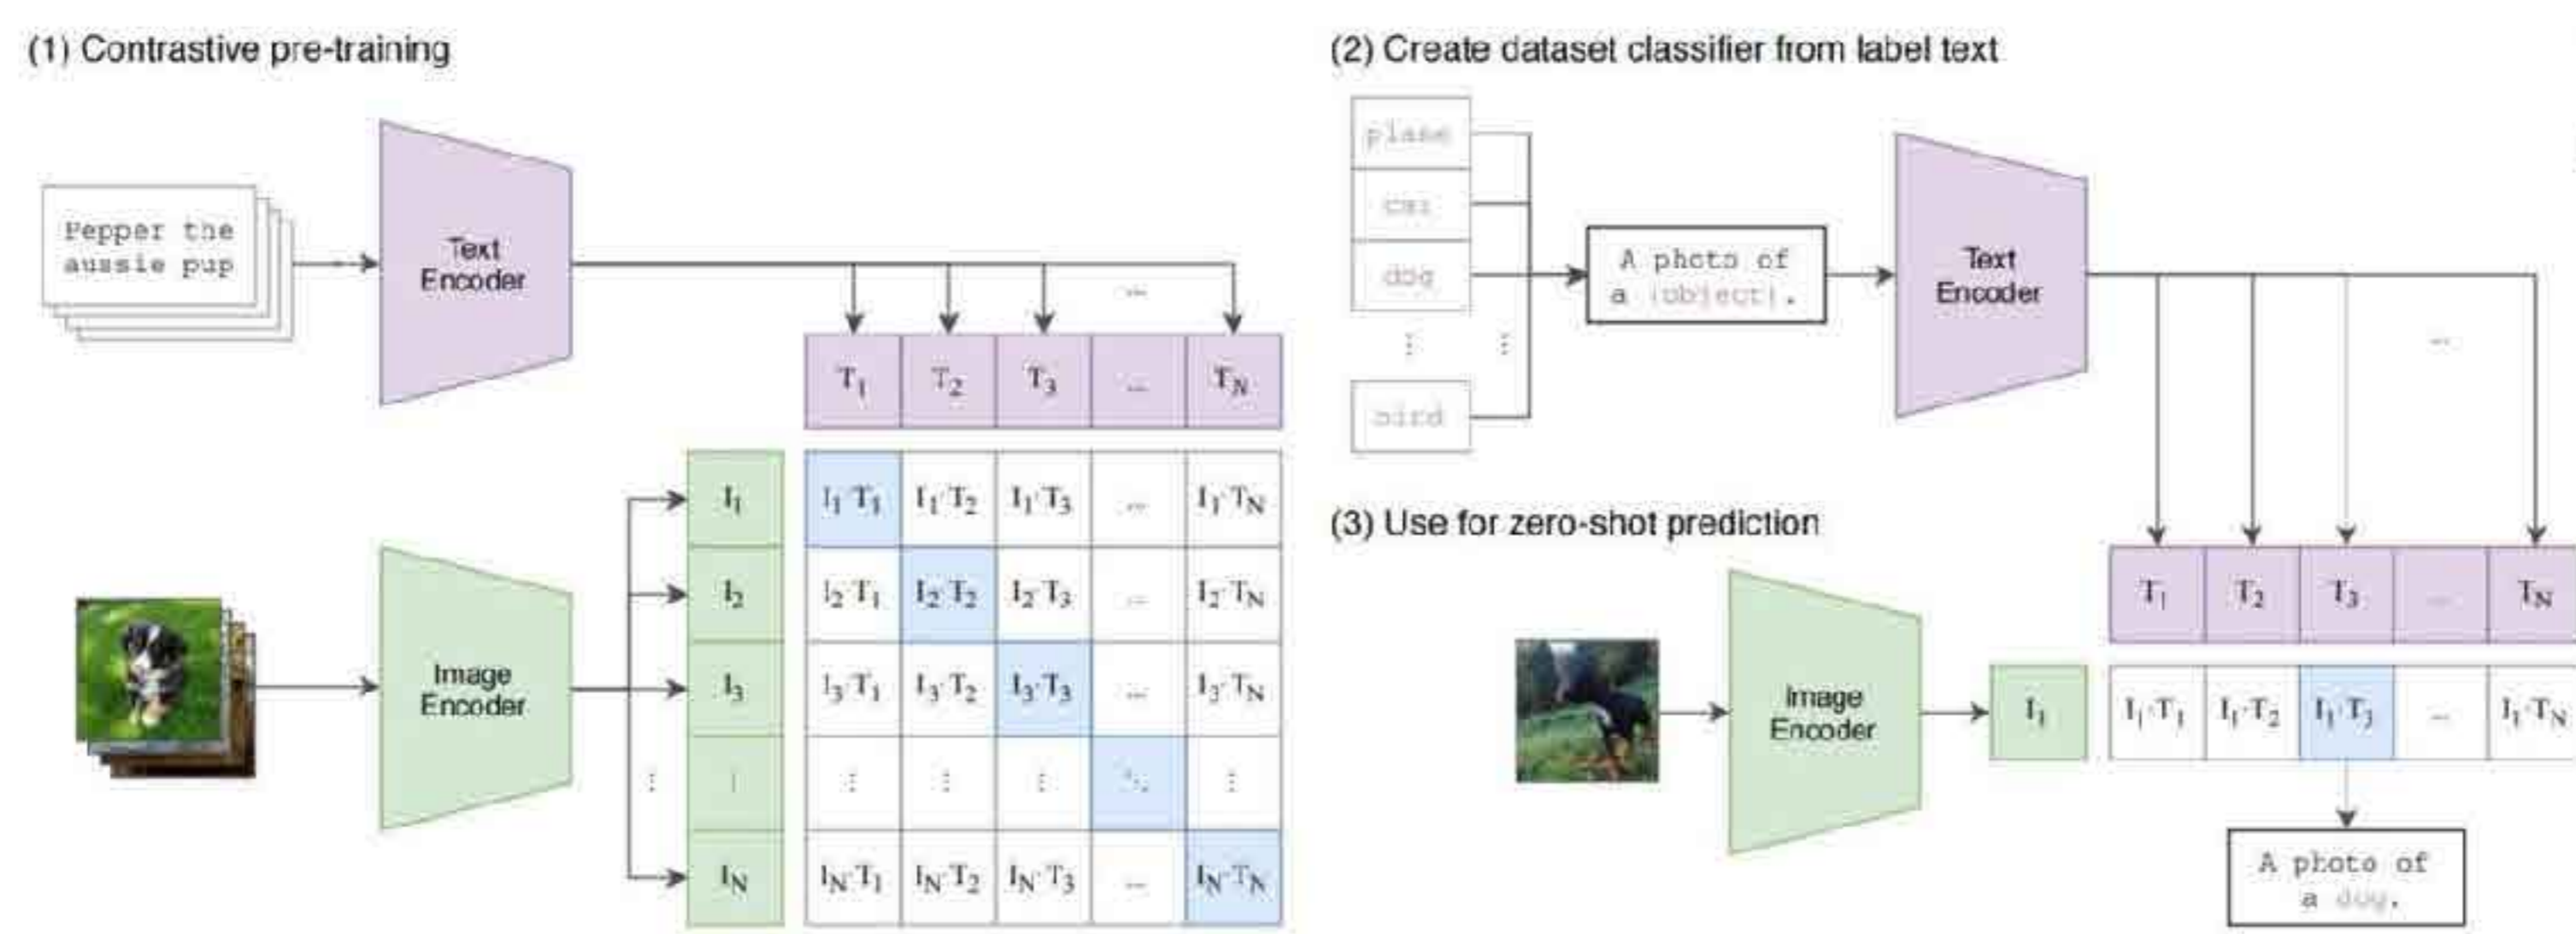 (1) Contrastive pre-training
Pepper the
aussie pup
Text
Encoder
...
T1 T2 T3 ... TN
Image
Encoder
I1 I1·T1 I1·T2 I1·T3 ... I1·TN
I2 I2·T1 I2·T2 I2·T3 ... I2·TN
I3 I3·T1 I3·T2 I3·T3 ... I3·TN
⋮ ⋮ ⋮ ⋮ ⋮ ⋱ ⋮
IN IN·T1 IN·T2 IN·T3 ... IN·TN
(2) Create dataset classifier from label text
plane
car
dog
⋮ ⋮
bird
A photo of
a {object}.
Text
Encoder
...
(3) Use for zero-shot prediction
T1 T2 T3 ... TN
Image
Encoder
I1 I1·T1 I1·T2 I1·T3 ... I1·TN
A photo of
a dog.